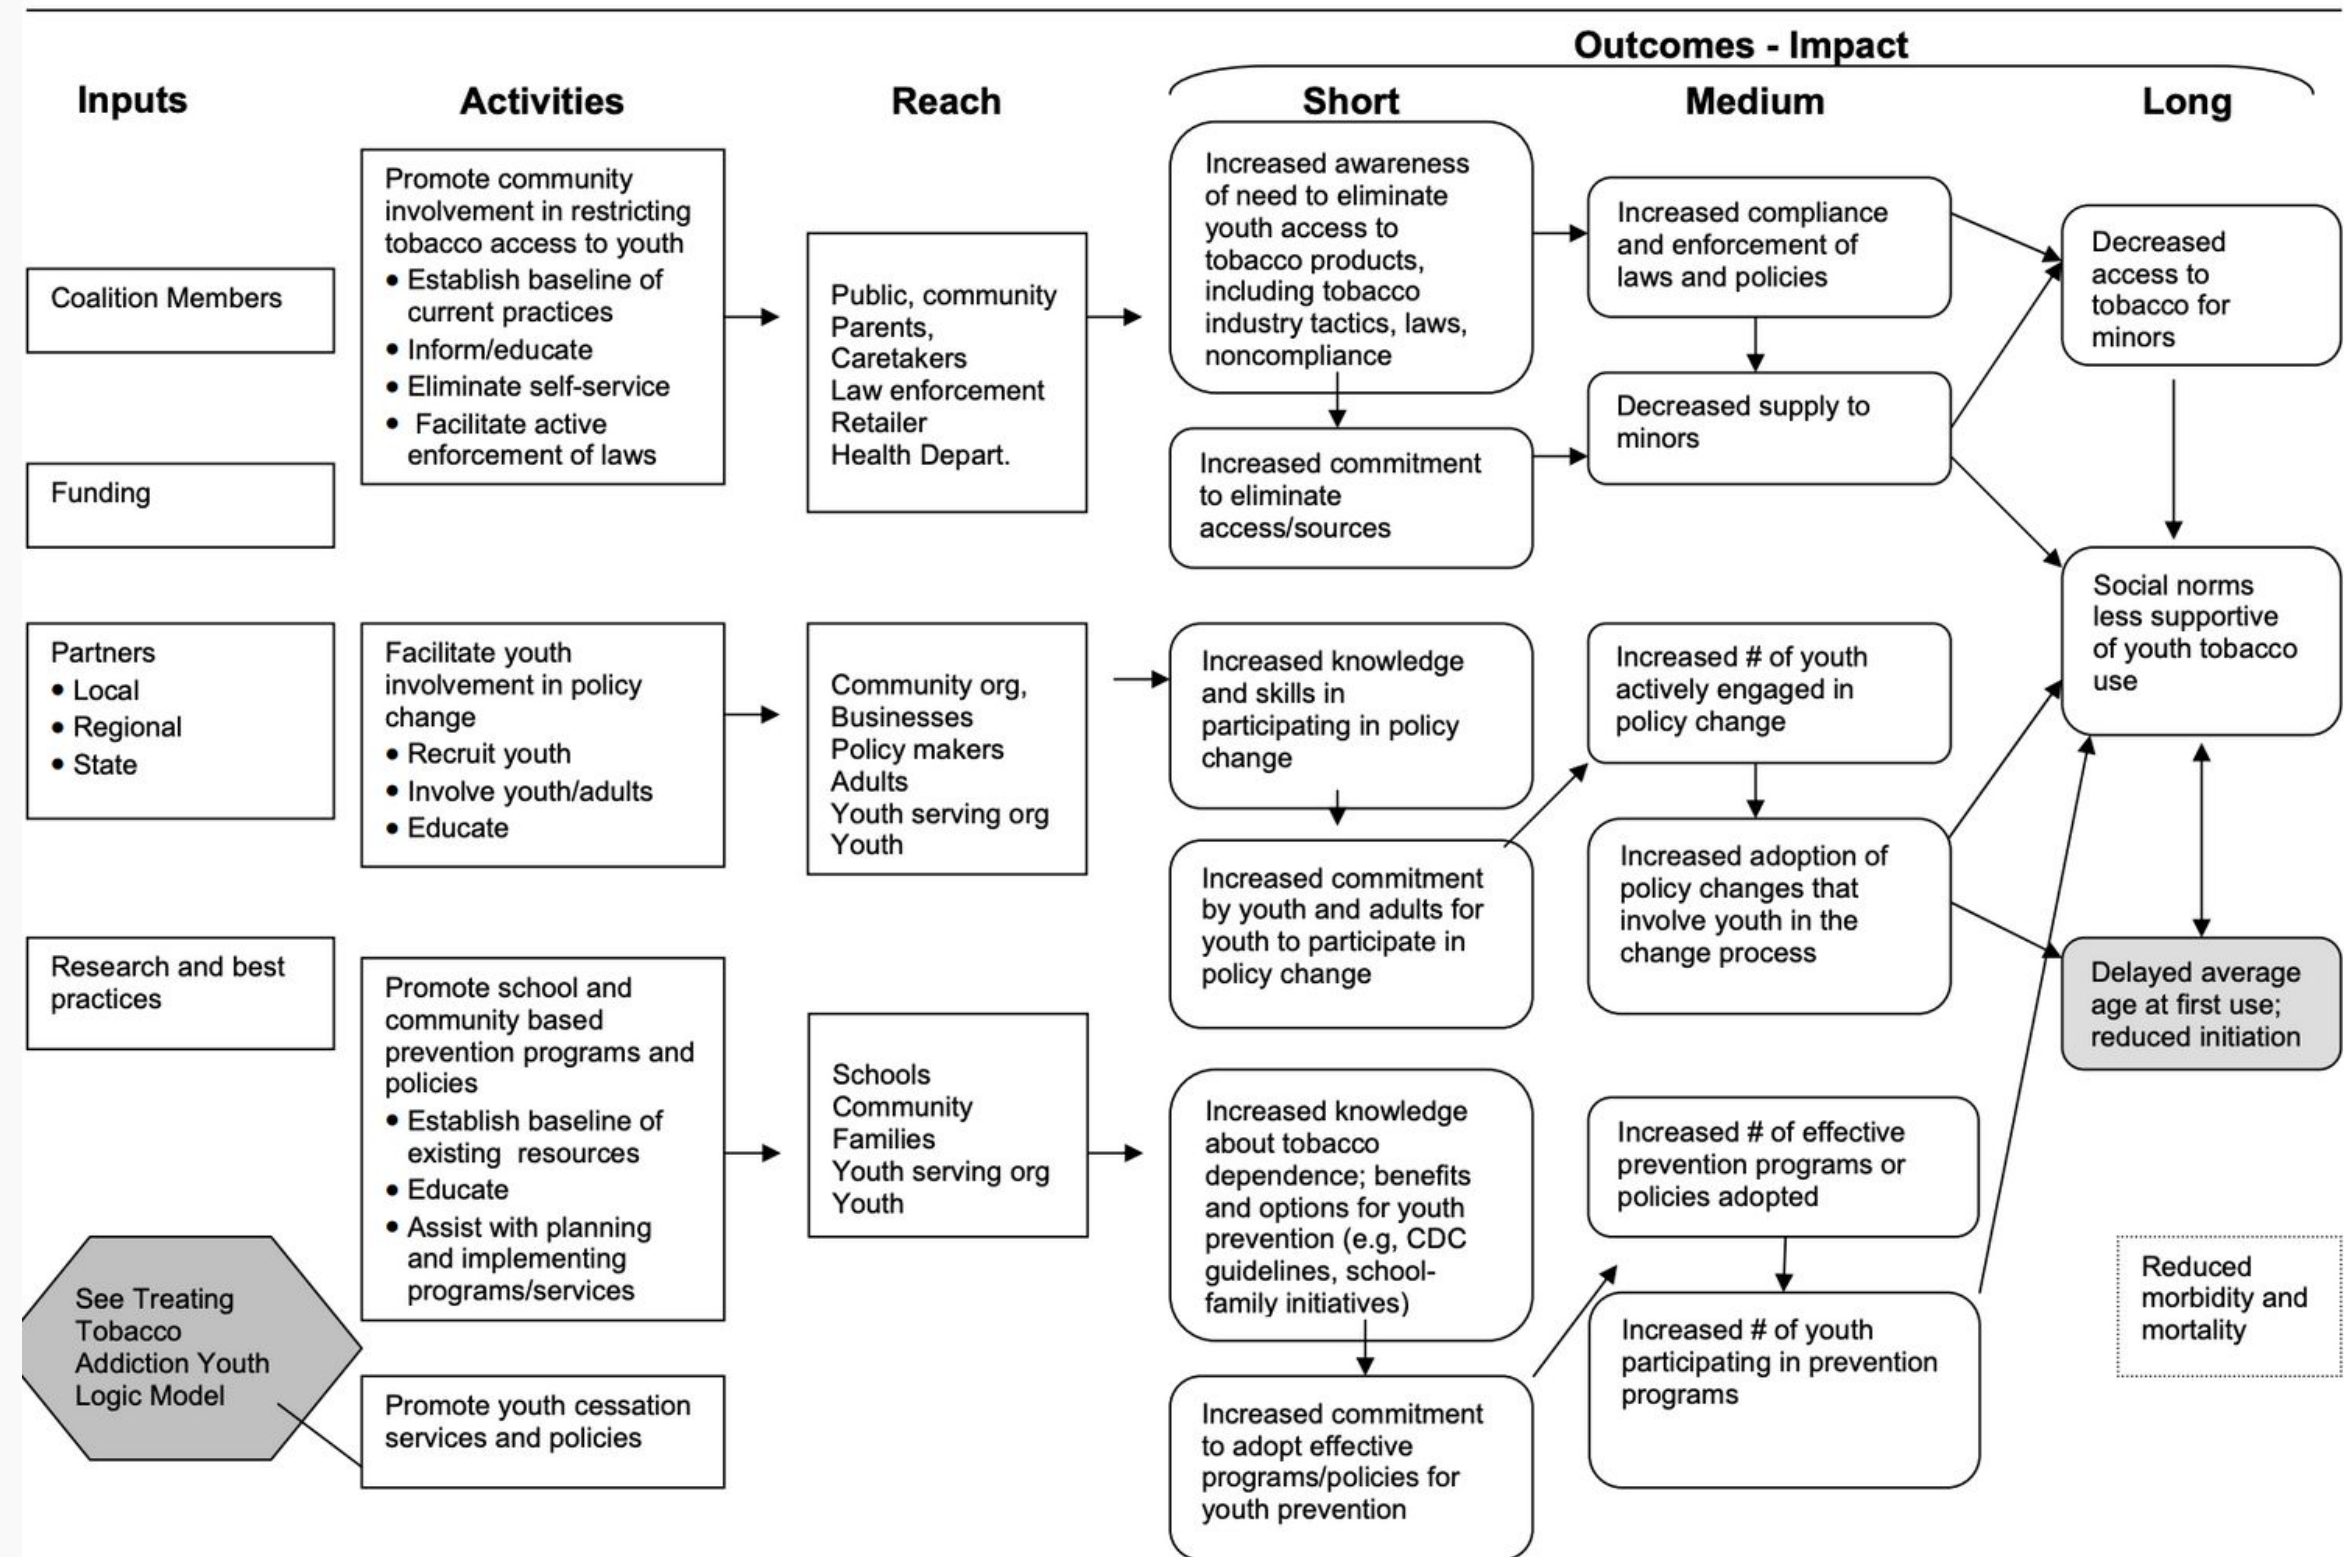 Outcomes - Impact
Inputs
Activities
Reach
Short
Medium
Long
Coalition Members
Funding
Partners
• Local
• Regional
• State
Research and best
practices
See Treating
Tobacco
Addiction Youth
Logic Model
Promote community
involvement in restricting
tobacco access to youth
• Establish baseline of
current practices
• Inform/educate
• Eliminate self-service
• Facilitate active
enforcement of laws
Facilitate youth
involvement in policy
change
• Recruit youth
• Involve youth/adults
• Educate
Promote school and
community based
prevention programs and
policies
• Establish baseline of
existing resources
• Educate
• Assist with planning
and implementing
programs/services
Promote youth cessation
services and policies
Public, community
Parents,
Caretakers
Law enforcement
Retailer
Health Depart.
Community org,
Businesses
Policy makers
Adults
Youth serving org
Youth
Schools
Community
Families
Youth serving org
Youth
Increased awareness
of need to eliminate
youth access to
tobacco products,
including tobacco
industry tactics, laws,
noncompliance
Increased commitment
to eliminate
access/sources
Increased knowledge
and skills in
participating in policy
change
Increased commitment
by youth and adults for
youth to participate in
policy change
Increased knowledge
about tobacco
dependence; benefits
and options for youth
prevention (e.g, CDC
guidelines, school-
family initiatives)
Increased commitment
to adopt effective
programs/policies for
youth prevention
Increased compliance
and enforcement of
laws and policies
Decreased supply to
minors
Increased # of youth
actively engaged in
policy change
Increased adoption of
policy changes that
involve youth in the
change process
Increased # of effective
prevention programs or
policies adopted
Increased # of youth
participating in prevention
programs
Decreased
access to
tobacco for
minors
Social norms
less supportive
of youth tobacco
use
Delayed average
age at first use;
reduced initiation
Reduced
morbidity and
mortality